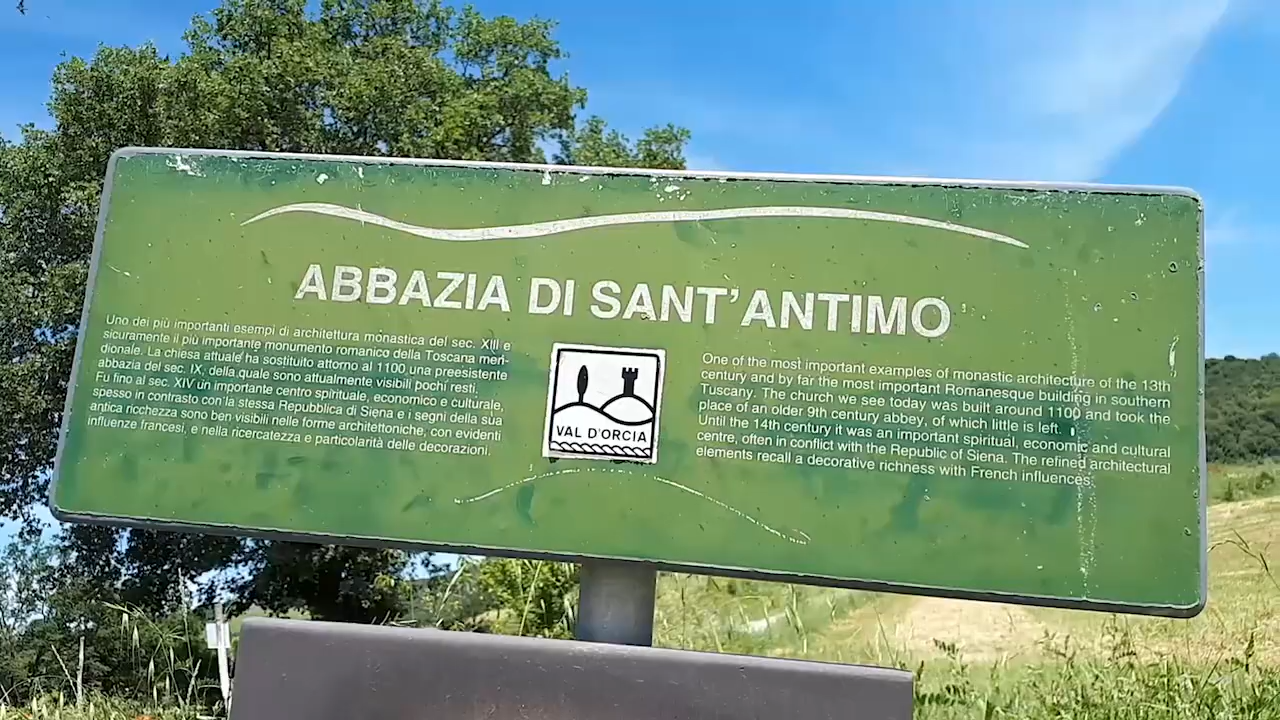 ABBAZIA DI SANT'ANTIMO
Uno dei più importanti esempi di architettura monastica del sec. XIII e
sicuramente il più importante monumento romanico della Toscana meri-
dionale. La chiesa attuale ha sostituito attorno al 1100 una preesistente
abbazia del sec. IX, della quale sono attualmente visibili pochi resti.
Fu fino al sec. XIV un importante centro spirituale, economico e culturale,
spesso in contrasto con la stessa Repubblica di Siena e i segni della sua
antica ricchezza sono ben visibili nelle forme architettoniche, con evidenti
influenze francesi, e nella ricercatezza e particolarità delle decorazioni.
VAL D'ORCIA
One of the most important examples of monastic architecture of the 13th
century and by far the most important Romanesque building in southern
Tuscany. The church we see today was built around 1100 and took the
place of an older 9th century abbey, of which little is left.
Until the 14th century it was an important spiritual, economic and cultural
centre, often in conflict with the Republic of Siena. The refined architectural
elements recall a decorative richness with French influences.